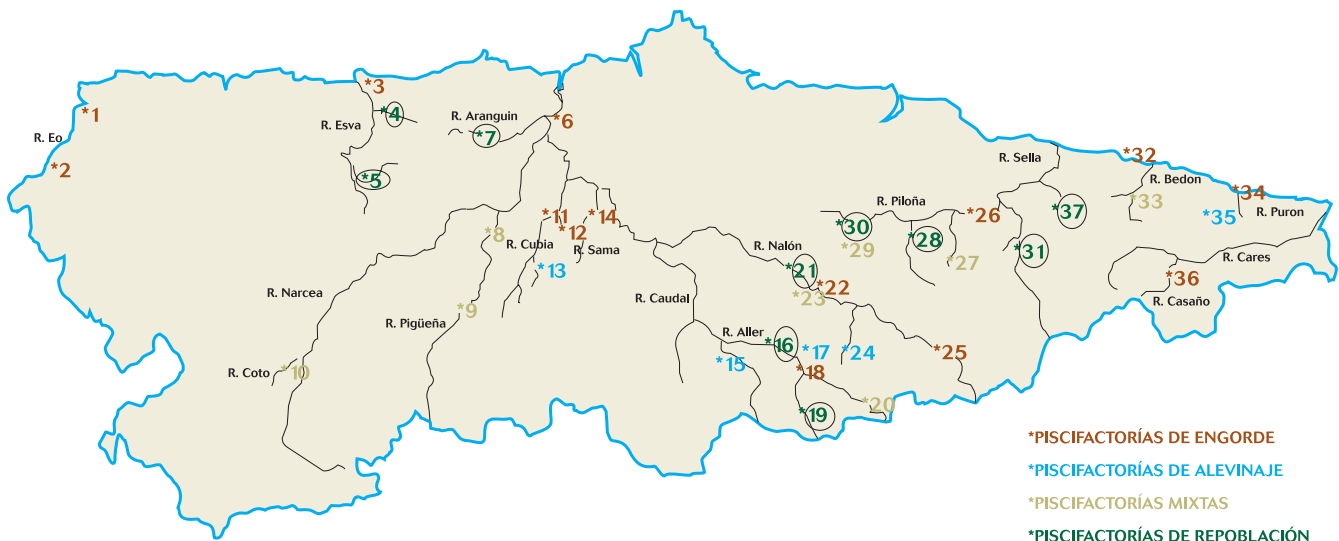 *3
*1
*4
R. Esva
R. Aranguin
*6
R. Eo
*7
*2
*5
*32
R. Sella
R. Bedon
*34
*33
R. Piloña
*26
*37
*35
R. Puron
*11
*14
*30
*8
*12
*28
R. Cubia
R. Sama
R. Nalón
*29
*31
*27
*13
*21
R. Cares
*36
*22
R. Narcea
*23
R. Caudal
R. Casaño
*9
R. Pigüeña
R. Aller
*16
*17
*24
*25
*15
R. Coto
*10
*18
*20
*19
*PISCIFACTORÍAS DE ENGORDE
*PISCIFACTORÍAS DE ALEVINAJE
*PISCIFACTORÍAS MIXTAS
*PISCIFACTORÍAS DE REPOBLACIÓN